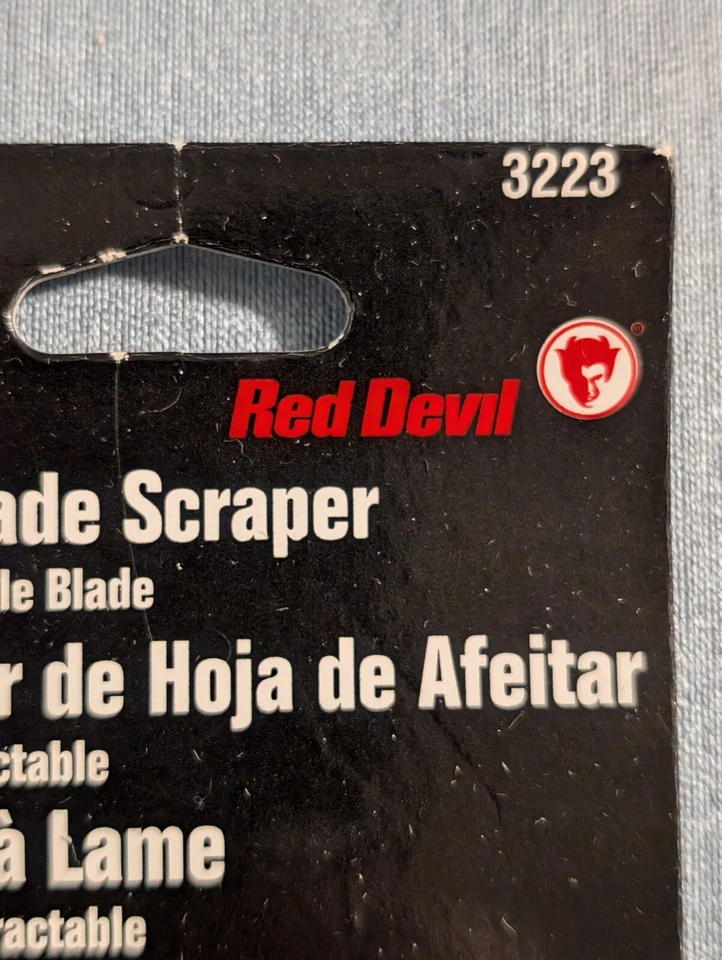 3223
Red Devil
ade Scraper
le Blade
r de Hoja de Afeitar
ctable
à Lame
ractable